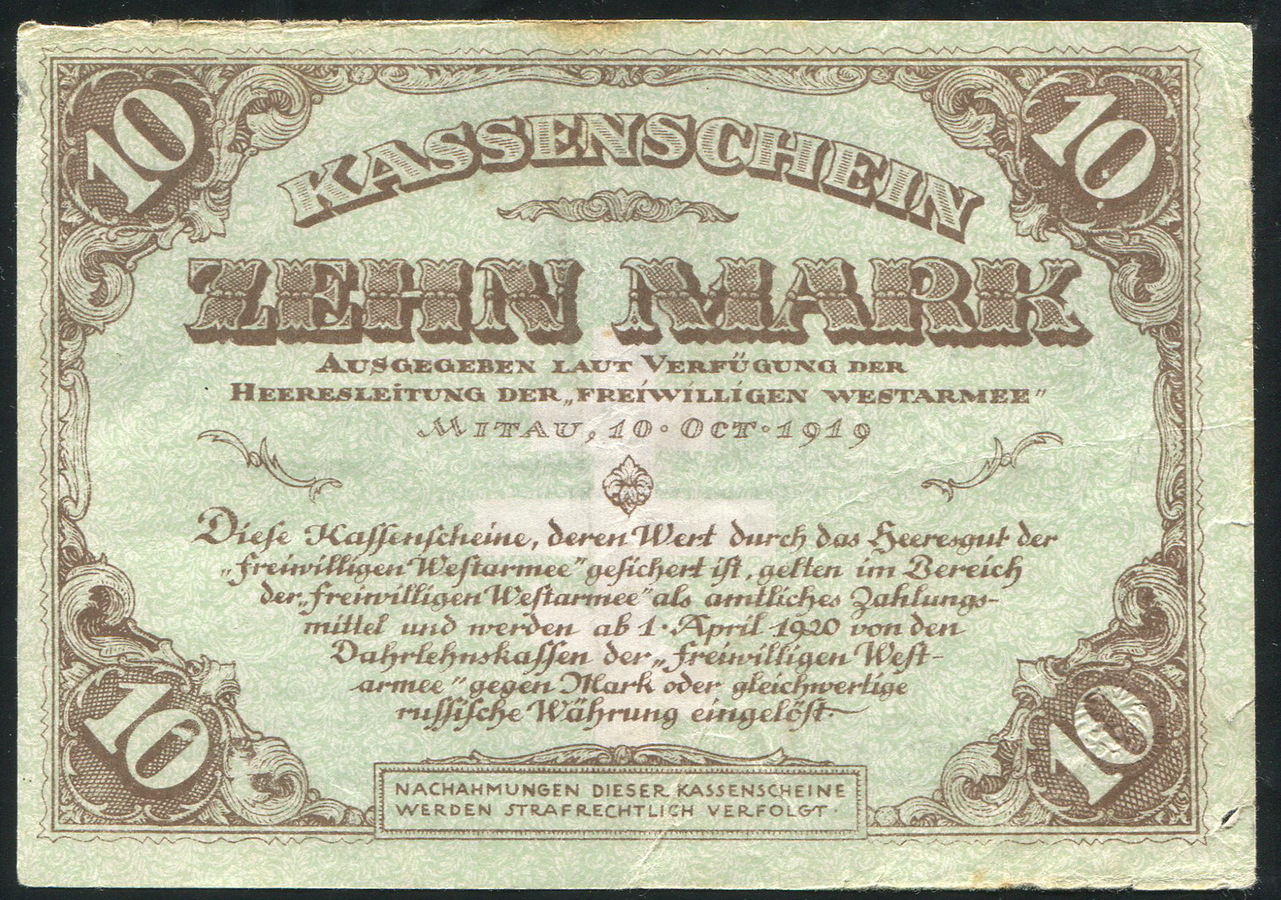 10
10
KASSENSCHEIN
ZEHN MARK
AUSGEGEBEN LAUT VERFÜGUNG DER
HEERESLEITUNG DER „FREIWILLIGEN WESTARMEE"
MITAU, 10 · OCT · 1919
Diese Kassenscheine, deren Wert durch das Heeresgut der
„Freiwilligen Westarmee" gesichert ist, gelten im Bereich
der „Freiwilligen Westarmee" als amtliches Zahlungs-
mittel und werden ab 1. April 1920 von den
Dahrlehnskassen der „Freiwilligen West-
armee" gegen Mark oder gleichwertige
russische Währung eingelöst.
10
10
NACHAHMUNGEN DIESER KASSENSCHEINE
WERDEN STRAFRECHTLICH VERFOLGT ·